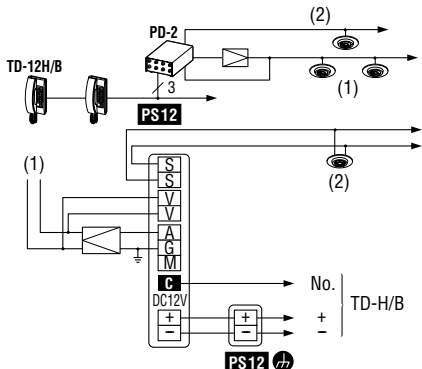 (2)
PD-2
TD-12H/B
3
(1)
PS12
(1)
(2)
S
S
V
V
A
G
M
C
No.
DC12V
TD-H/B
+ + +
− − −
PS12